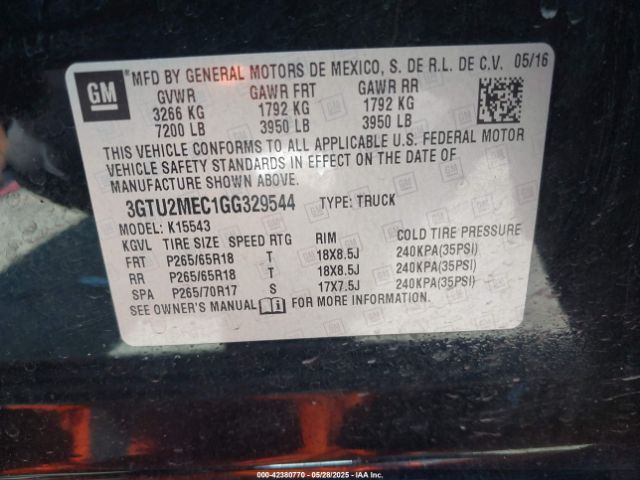 GM
MFD BY GENERAL MOTORS DE MEXICO, S. DE R.L. DE C.V. 05/16
GVWR GAWR FRT GAWR RR
3266 KG 1792 KG 1792 KG
7200 LB 3950 LB 3950 LB
THIS VEHICLE CONFORMS TO ALL APPLICABLE U.S. FEDERAL MOTOR
VEHICLE SAFETY STANDARDS IN EFFECT ON THE DATE OF
MANUFACTURE SHOWN ABOVE.
3GTU2MEC1GG329544 TYPE: TRUCK
MODEL: K15543
KGVL TIRE SIZE SPEED RTG RIM COLD TIRE PRESSURE
FRT P265/65R18 T 18X8.5J 240KPA(35PSI)
RR P265/65R18 T 18X8.5J 240KPA(35PSI)
SPA P265/70R17 S 17X7.5J 240KPA(35PSI)
SEE OWNER'S MANUAL FOR MORE INFORMATION.
000-42380770 - 05/28/2025 - IAA Inc.